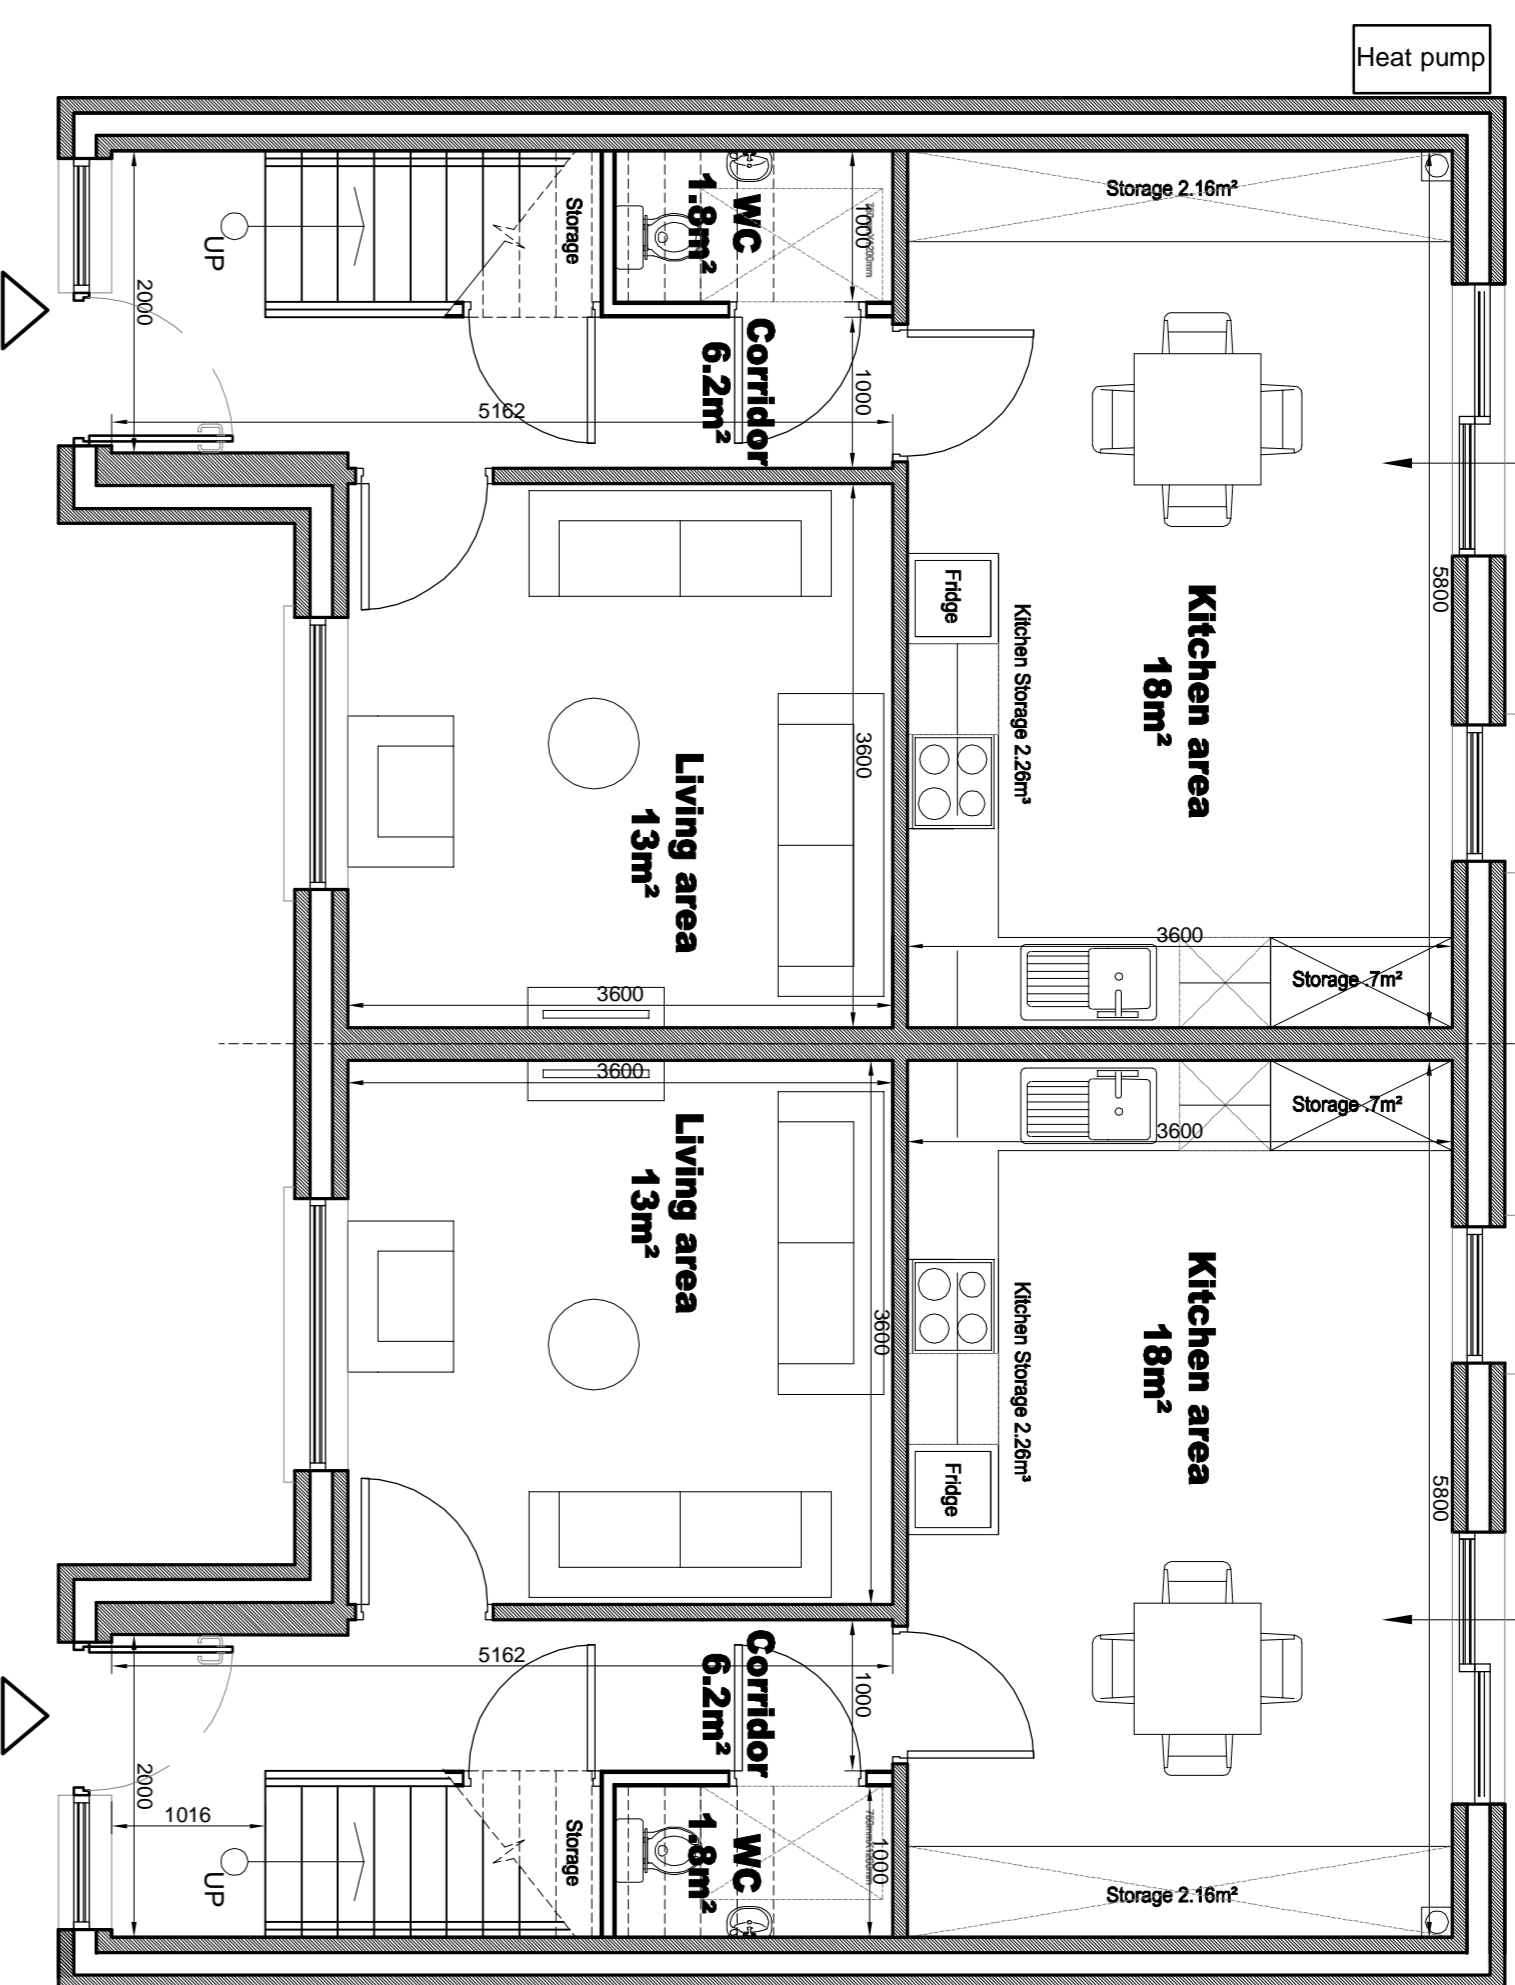 Heat pump
Storage 2.16m²
Storage
WC
1.8m²
1000
760mmX1200mm
UP
2000
Corridor
6.2m²
1000
5162
5800
Fridge
Kitchen Storage 2.26m³
Kitchen area
18m²
3600
Living area
13m²
3600
3600
Storage .7m²
3600
Storage .7m²
3600
Living area
13m²
3600
Kitchen area
18m²
Kitchen Storage 2.26m³
Fridge
5800
5162
Corridor
6.2m²
1000
2000
1016
UP
Storage
WC
1.8m²
1000
760mmX1200mm
Storage 2.16m²